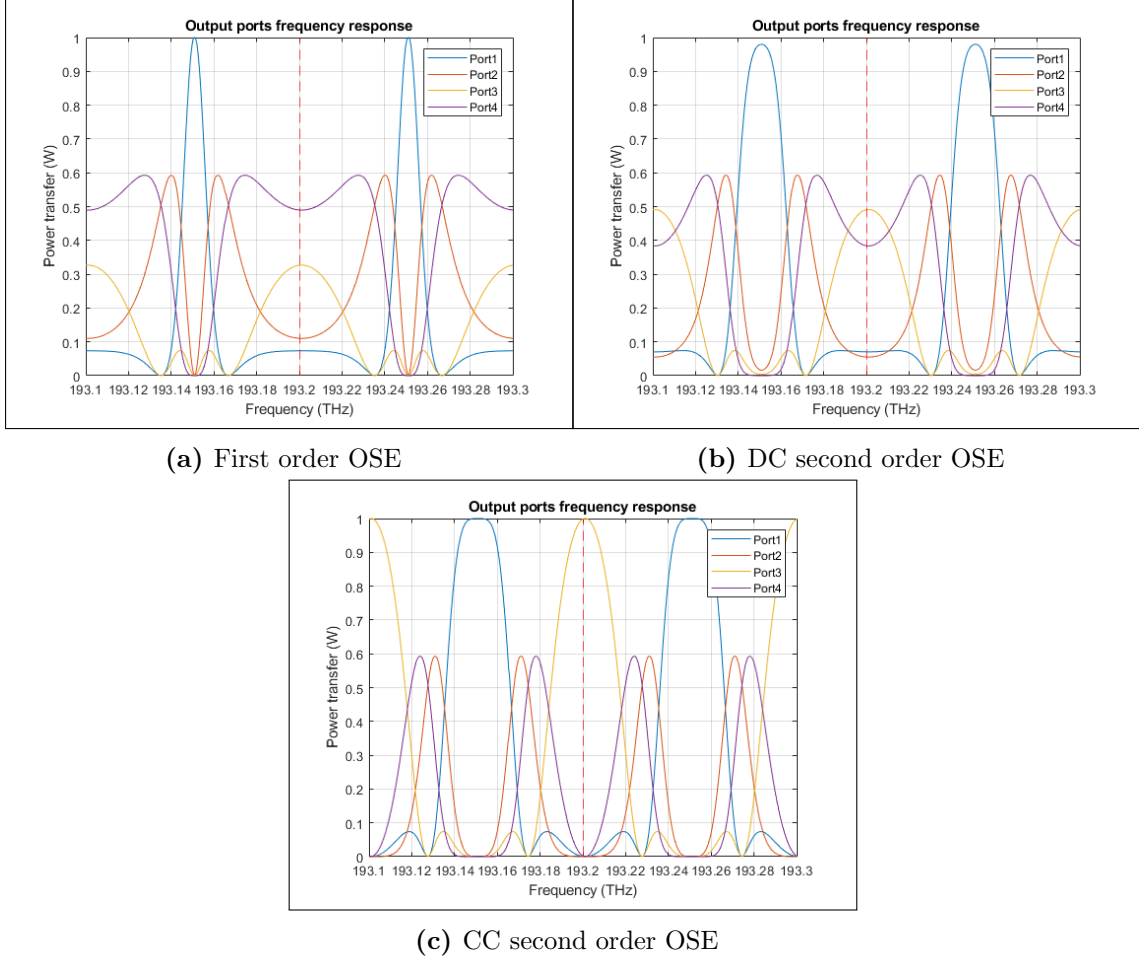 Output ports frequency response
Port1
Port2
Port3
Port4
Power transfer (W)
1
0.9
0.8
0.7
0.6
0.5
0.4
0.3
0.2
0.1
0
193.1 193.12 193.14 193.16 193.18 193.2 193.22 193.24 193.26 193.28 193.3
Frequency (THz)
(a) First order OSE
Output ports frequency response
Port1
Port2
Port3
Port4
Power transfer (W)
1
0.9
0.8
0.7
0.6
0.5
0.4
0.3
0.2
0.1
0
193.1 193.12 193.14 193.16 193.18 193.2 193.22 193.24 193.26 193.28 193.3
Frequency (THz)
(b) DC second order OSE
Output ports frequency response
Port1
Port2
Port3
Port4
Power transfer (W)
1
0.9
0.8
0.7
0.6
0.5
0.4
0.3
0.2
0.1
0
193.1 193.12 193.14 193.16 193.18 193.2 193.22 193.24 193.26 193.28 193.3
Frequency (THz)
(c) CC second order OSE